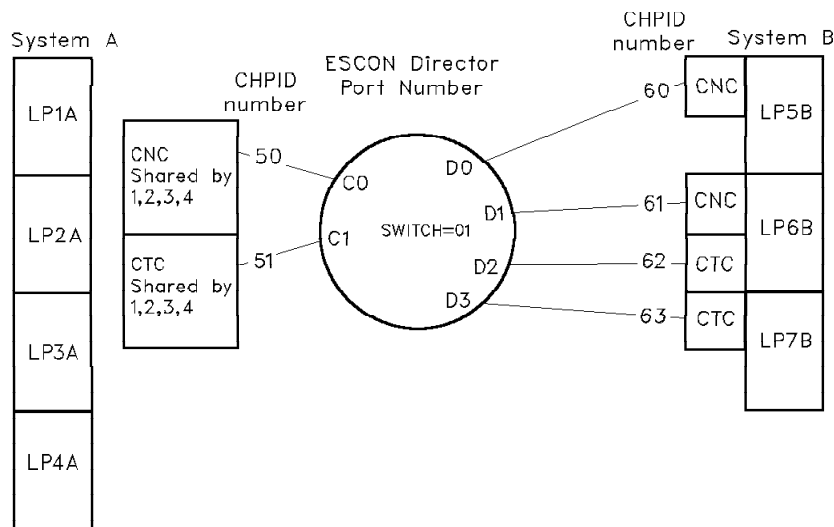 System A
LP1A
LP2A
LP3A
LP4A
CHPID
number
CNC
Shared by
1,2,3,4
CTC
Shared by
1,2,3,4
50
51
ESCON Director
Port Number
C0
C1
SWITCH=01
D0
D1
D2
D3
CHPID
number
60
61
62
63
System B
CNC
CNC
CTC
CTC
LP5B
LP6B
LP7B